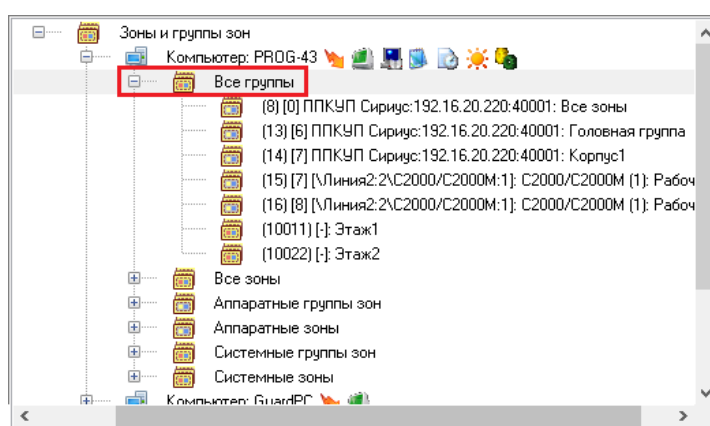 Зоны и группы зон
Компьютер: PROG-43
Все группы
(8) [0] ППКУП Сириус:192.16.20.220:40001: Все зоны
(13) [6] ППКУП Сириус:192.16.20.220:40001: Головная группа
(14) [7] ППКУП Сириус:192.16.20.220:40001: Корпус1
(15) [7] [\Линия2:2\С2000/С2000М:1]: С2000/С2000М (1): Рабоч
(16) [8] [\Линия2:2\С2000/С2000М:1]: С2000/С2000М (1): Рабоч
(10011) [-]: Этаж1
(10022) [-]: Этаж2
Все зоны
Аппаратные группы зон
Аппаратные зоны
Системные группы зон
Системные зоны
Компьютер: GuardPC